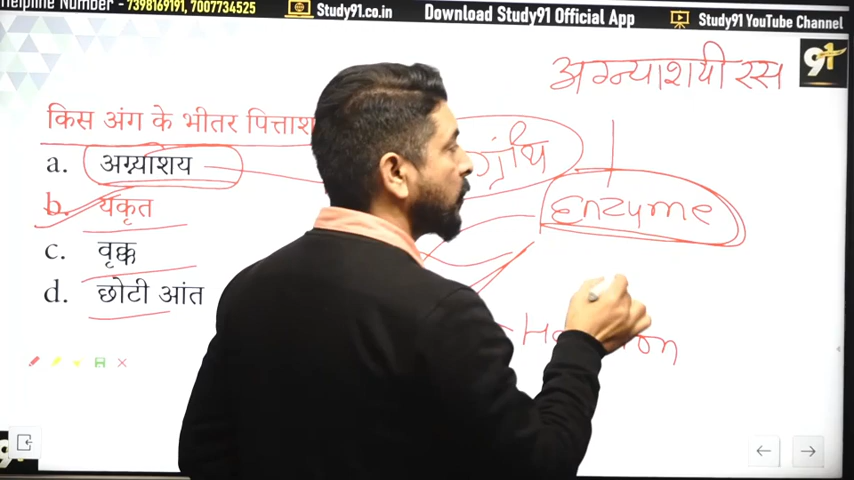 Helpline Number - 7398169191, 7007734525
Study91.co.in
Download Study91 Official App
Study91 YouTube Channel
91
अग्न्याशयी रस
किस अंग के भीतर
ग्रंथि
a. अग्न्याशय
b. यकृत
Enzyme
c. वृक्क
d. छोटी आंत